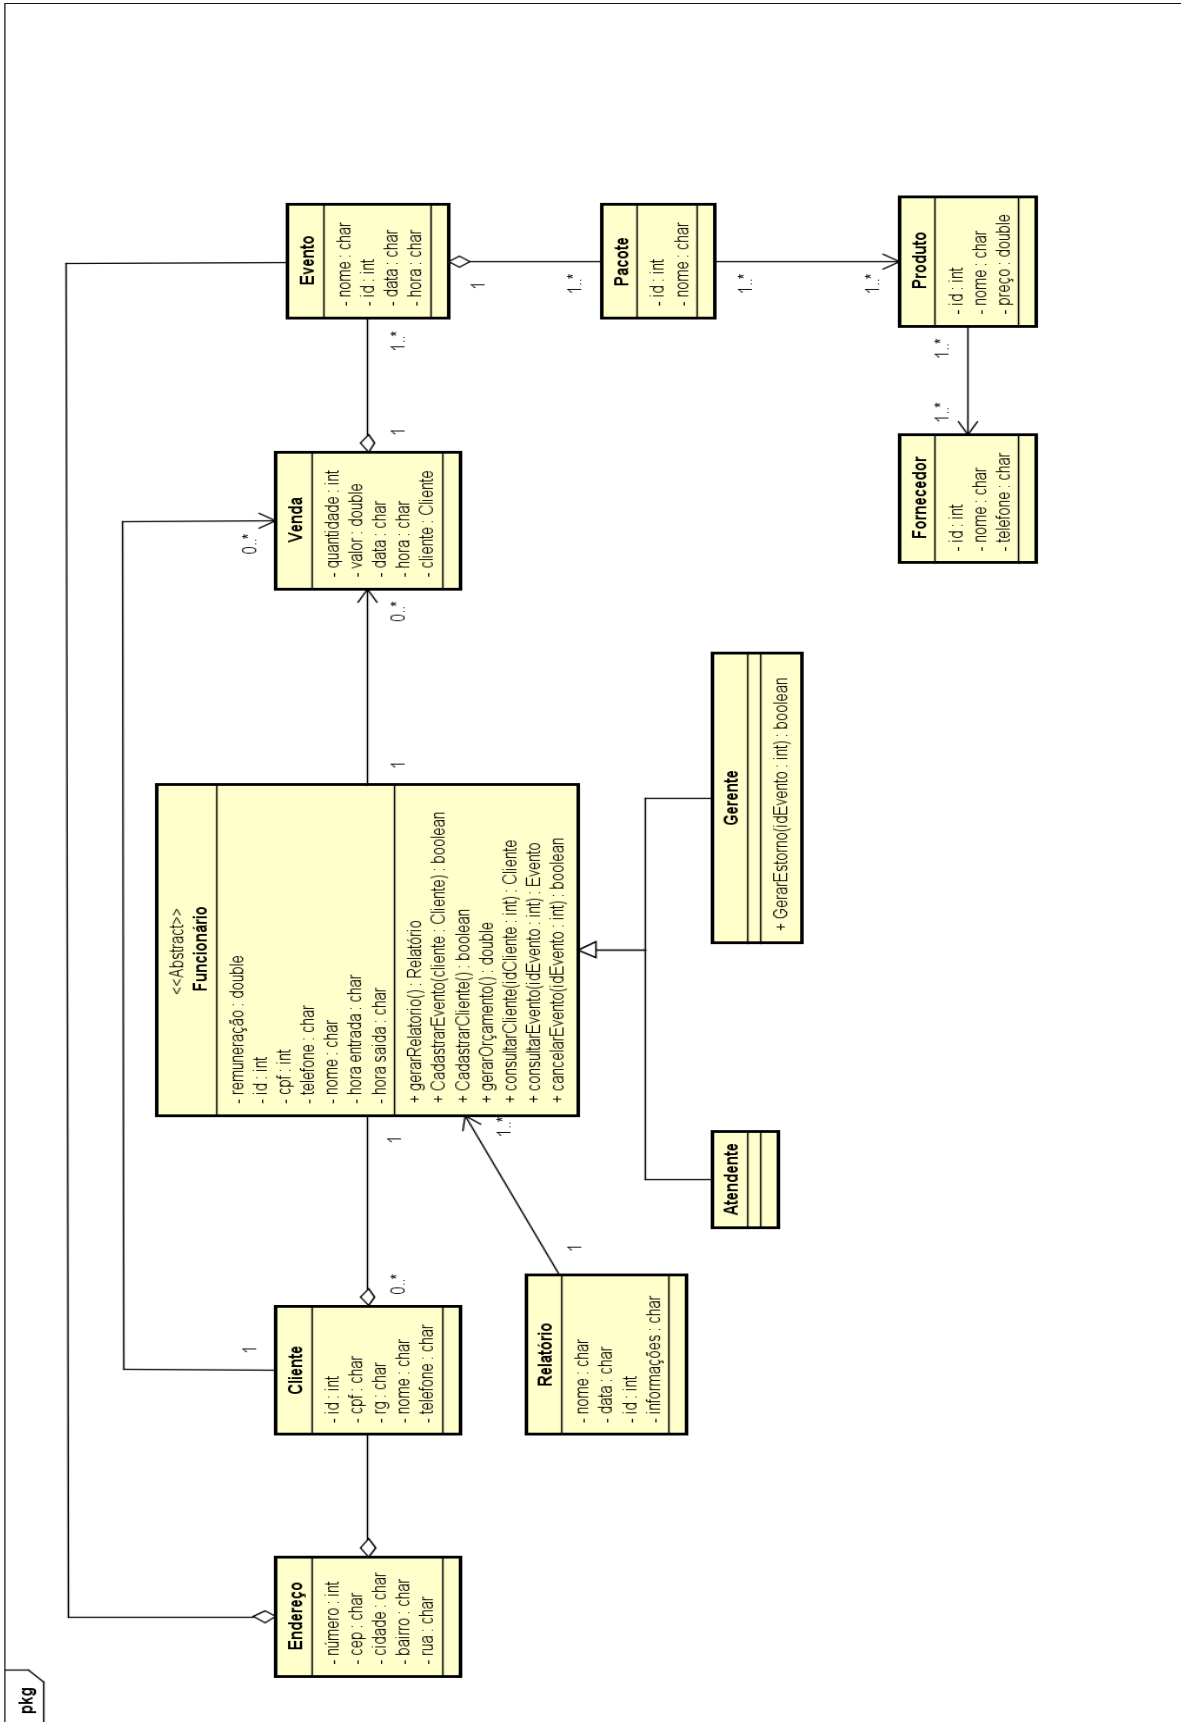 pkg
Endereço
- número : int
- cep : char
- cidade : char
- bairro : char
- rua : char
Cliente
- id : int
- cpf : char
- rg : char
- nome : char
- telefone : char
1
0..*
Relatório
- nome : char
- data : char
- id : int
- informações : char
1
1..*
<<Abstract>>
Funcionário
- remuneração : double
- id : int
- cpf : int
- telefone : char
- nome : char
- hora entrada : char
- hora saida : char
+ gerarRelatorio() : Relatório
+ CadastrarEvento(cliente : Cliente) : boolean
+ CadastrarCliente() : boolean
+ gerarOrçamento() : double
+ consultarCliente(idCliente : int) : Cliente
+ consultarEvento(idEvento : int) : Evento
+ cancelarEvento(idEvento : int) : boolean
1
1
0..*
Atendente
Gerente
+ GerarEstorno(idEvento : int) : boolean
Venda
- quantidade : int
- valor : double
- data : char
- hora : char
- cliente : Cliente
0..*
1
1..*
Evento
- nome : char
- id : int
- data : char
- hora : char
1
1..*
Pacote
- id : int
- nome : char
1..*
1..*
Produto
- id : int
- nome : char
- preço : double
1..*
1..*
Fornecedor
- id : int
- nome : char
- telefone : char